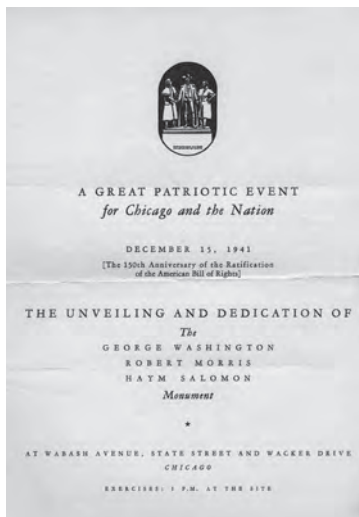 A GREAT PATRIOTIC EVENT
for Chicago and the Nation
DECEMBER 15, 1941
[The 150th Anniversary of the Ratification
of the American Bill of Rights]
THE UNVEILING AND DEDICATION OF
The
GEORGE WASHINGTON
ROBERT MORRIS
HAYM SALOMON
Monument
★
AT WABASH AVENUE, STATE STREET AND WACKER DRIVE
CHICAGO
EXERCISES: 3 P.M. AT THE SITE